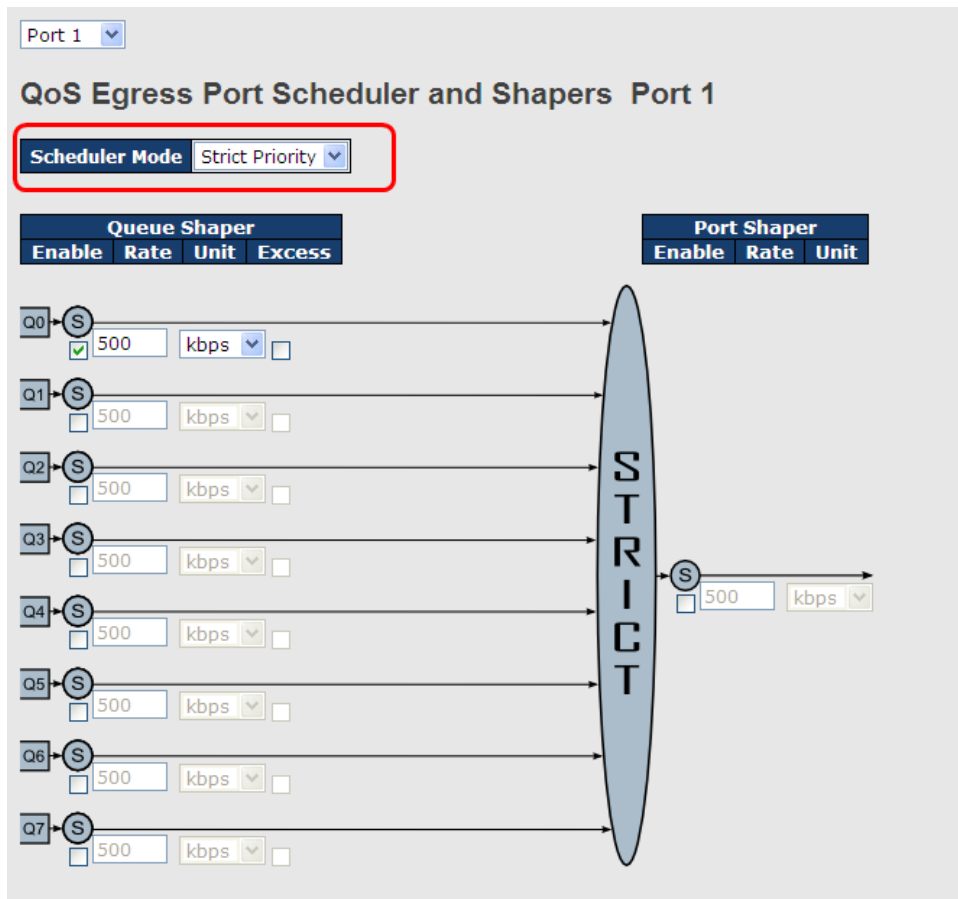 Port 1
QoS Egress Port Scheduler and Shapers Port 1
Scheduler Mode Strict Priority
Queue Shaper Port Shaper
Enable Rate Unit Excess Enable Rate Unit
Q0 S
500 kbps
Q1 S
500 kbps
Q2 S
500 kbps
Q3 S
500 kbps
Q4 S
500 kbps
Q5 S
500 kbps
Q6 S
500 kbps
Q7 S
500 kbps
STRICT
S
500 kbps